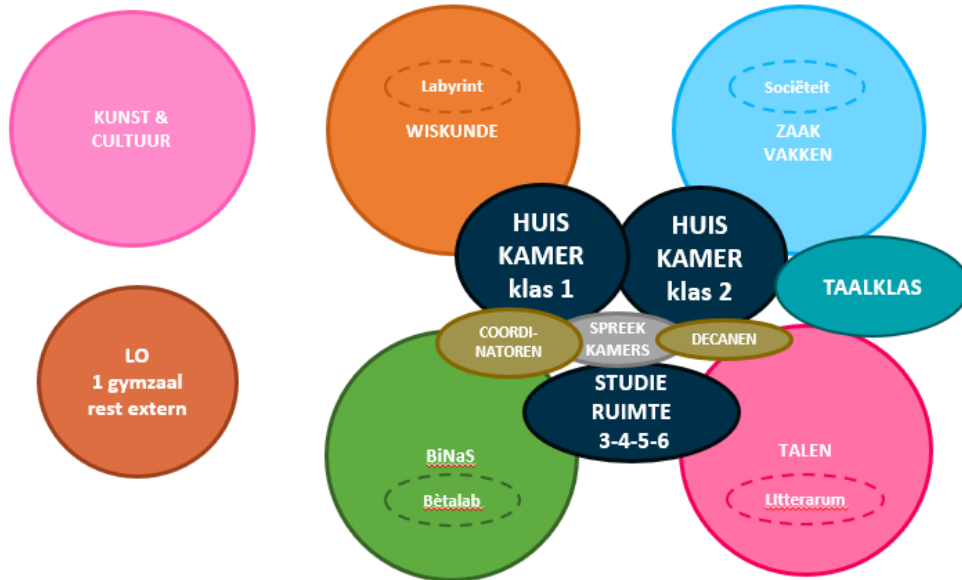 KUNST &
CULTUUR
Labyrint
WISKUNDE
Sociëteit
ZAAK
VAKKEN
HUIS
KAMER
klas 1
HUIS
KAMER
klas 2
TAALKLAS
COORDI-
NATOREN
SPREEK
KAMERS
DECANEN
LO
1 gymzaal
rest extern
STUDIE
RUIMTE
3-4-5-6
BiNaS
Bètalab
TALEN
Litterarum